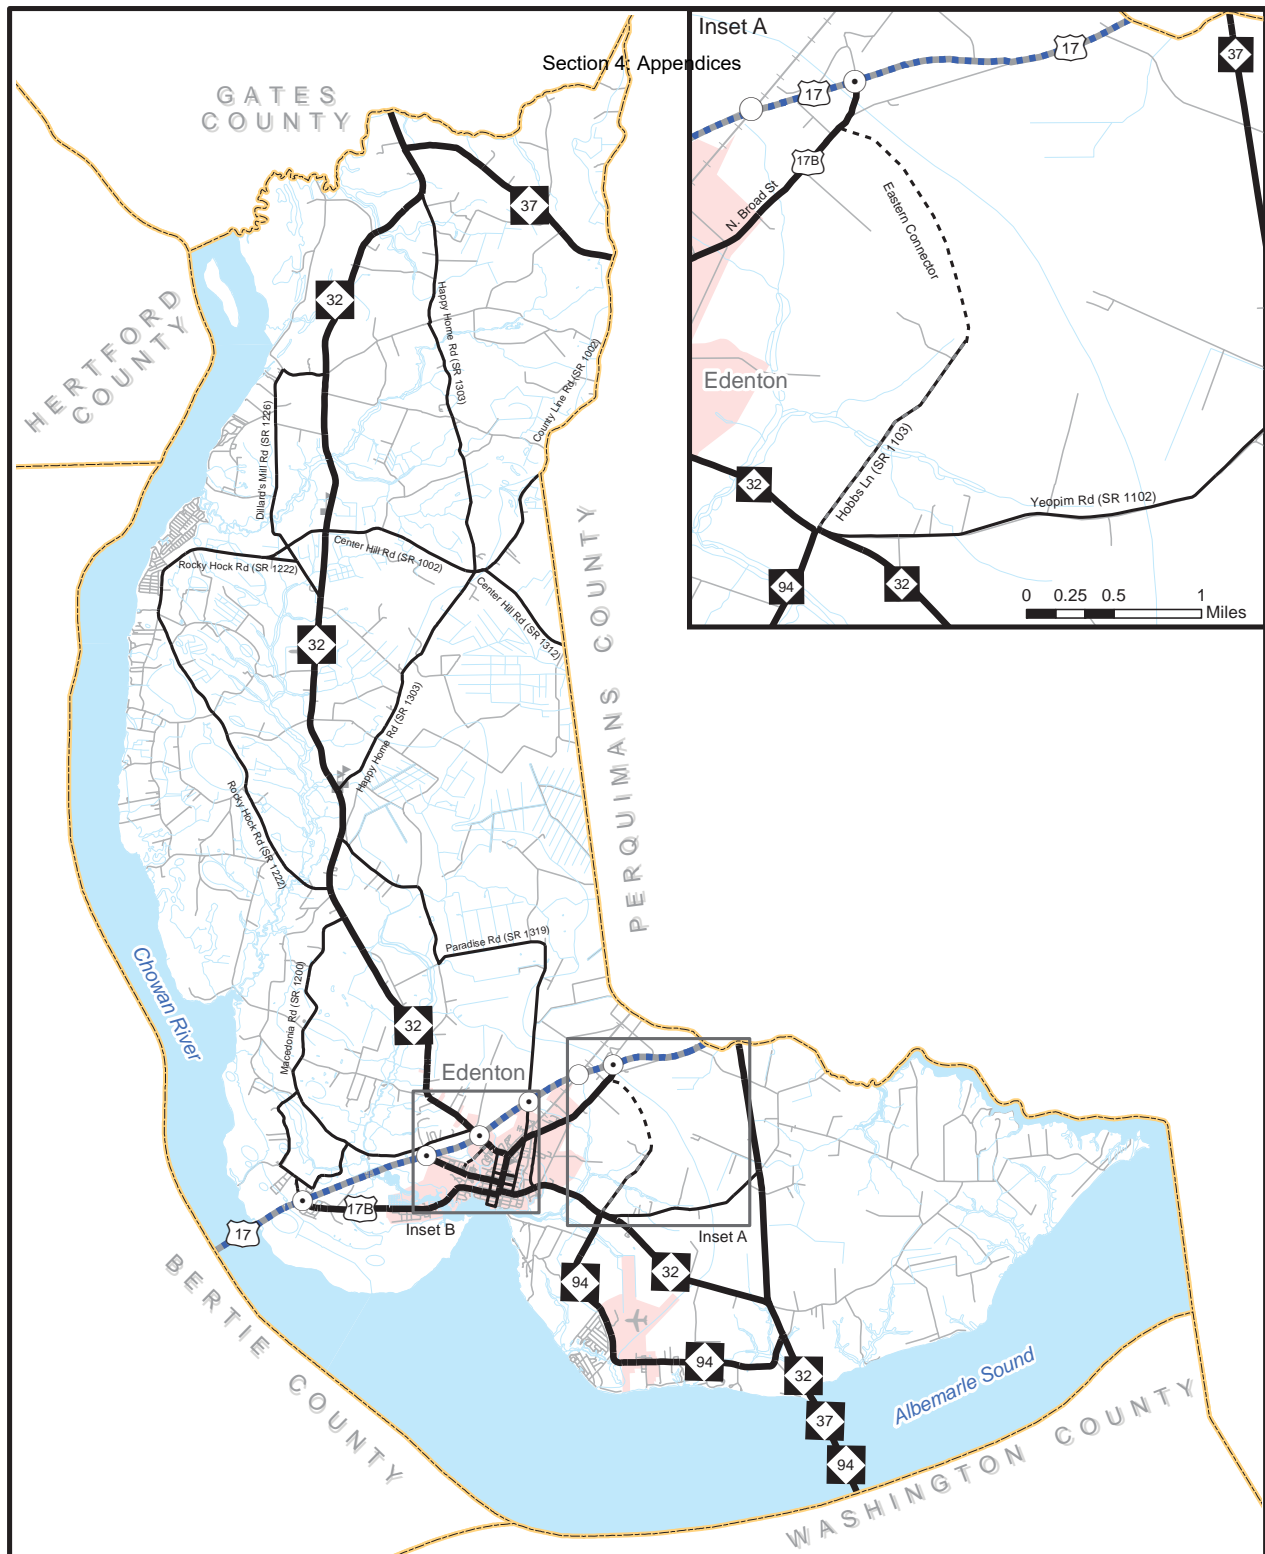 Section 4: Appendices
Inset A
17
37
17
17B
N. Broad St
Eastern Connector
Edenton
32
Hobbs Ln (SR 1103)
Yeopim Rd (SR 1102)
94
32
0 0.25 0.5 1
Miles
GATES
COUNTY
37
HERTFORD
COUNTY
32
Happy Home Rd (SR 1303)
County Line Rd (SR 1002)
Dillard's Mill Rd (SR 1226)
Center Hill Rd (SR 1002)
Rocky Hock Rd (SR 1222)
Center Hill Rd (SR 1312)
PERQUIMANS COUNTY
32
Happy Home Rd (SR 1303)
Rocky Hock Rd (SR 1222)
Paradise Rd (SR 1319)
Chowan River
Macedonia Rd (SR 1200)
32
Edenton
17B
17
Inset B
Inset A
BERTIE COUNTY
94
32
94
32
37
94
Albemarle Sound
WASHINGTON COUNTY